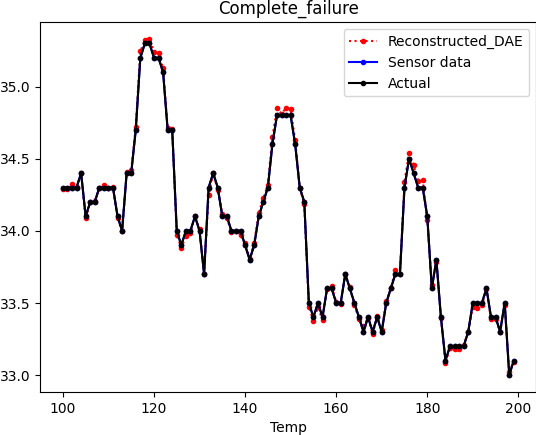 Complete_failure
Reconstructed_DAE
Sensor data
Actual
35.0
34.5
34.0
33.5
33.0
100 120 140 160 180 200
Temp